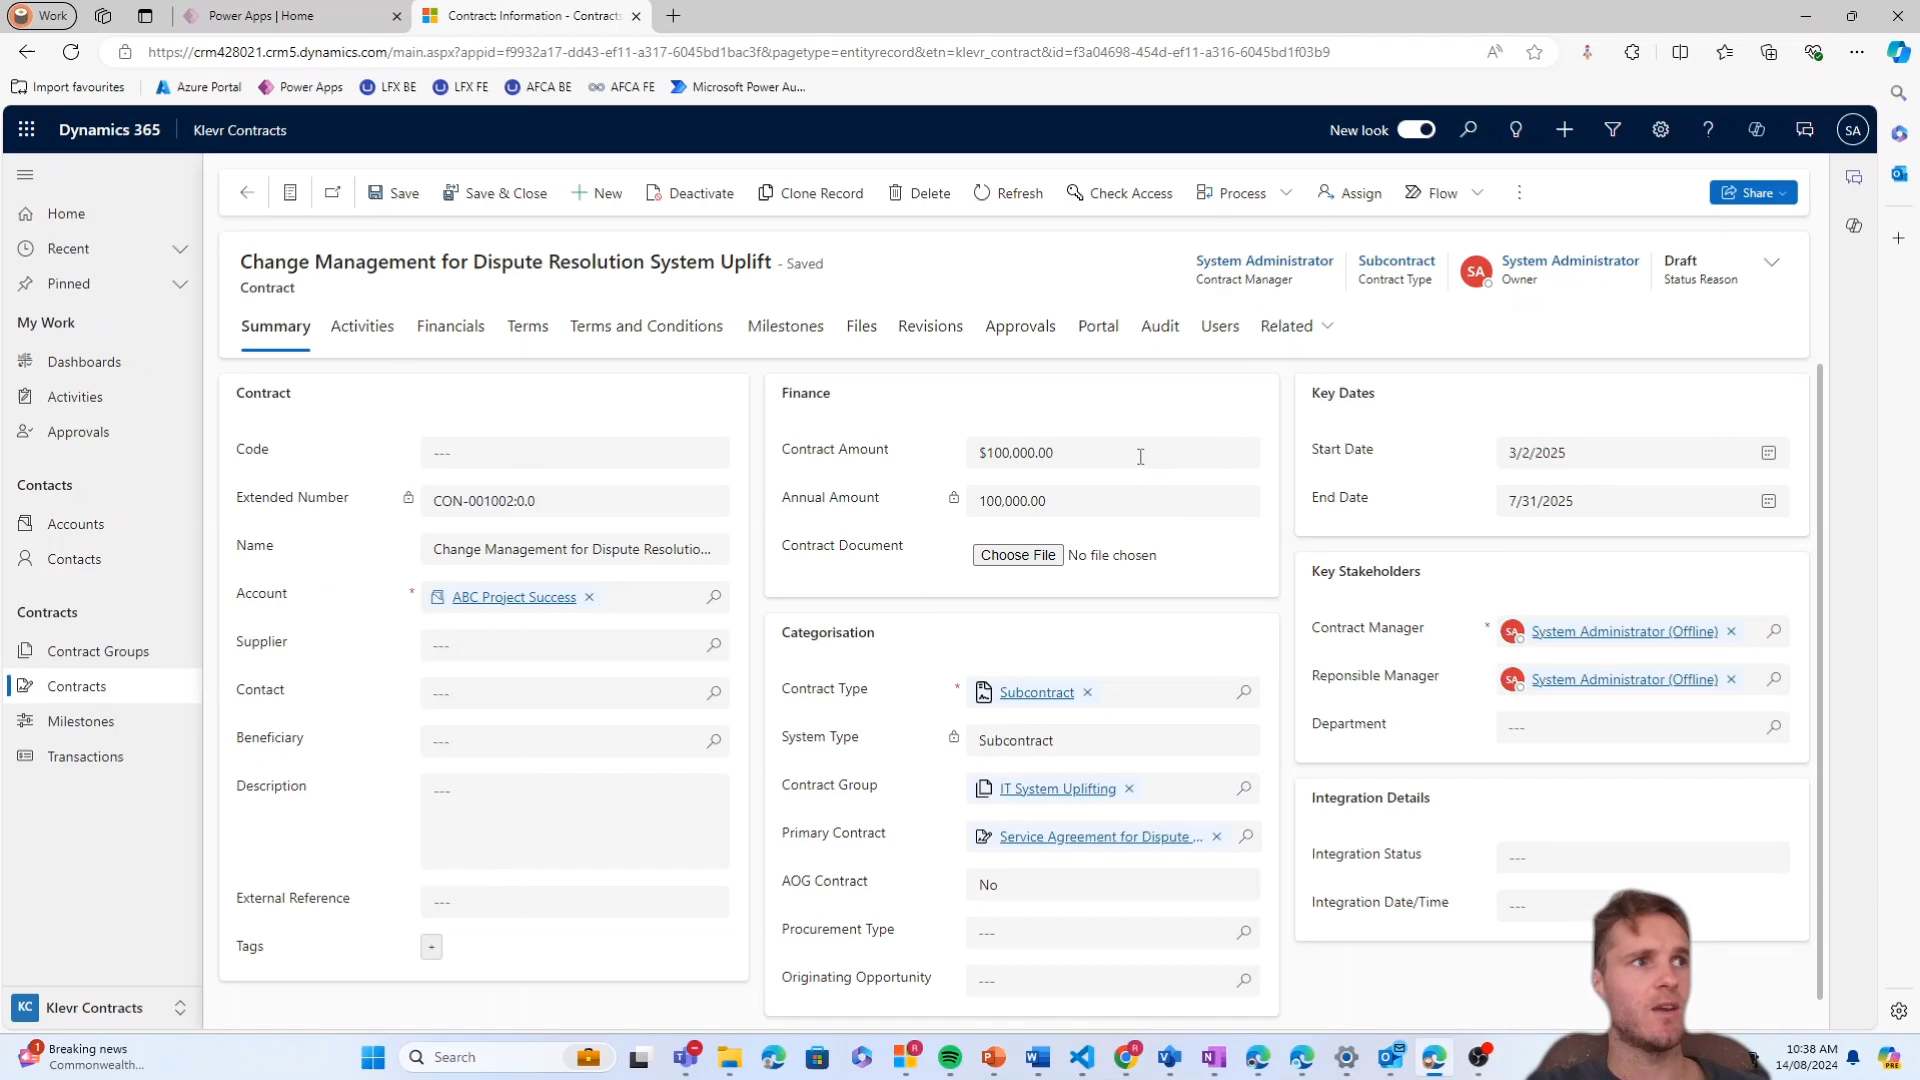 Work
Power Apps | Home
Contract: Information - Contracts
https://crm428021.crm5.dynamics.com/main.aspx?appid=f9932a17-dd43-ef11-a317-6045bd1bac3f&pagetype=entityrecord&etn=klevr_contract&id=f3a04698-454d-ef11-a316-6045bd1f03b9
Import favourites
Azure Portal
Power Apps
LFX BE
LFX FE
AFCA BE
AFCA FE
Microsoft Power Au...
Dynamics 365
Klevr Contracts
New look
SA
Home
Recent
Pinned
My Work
Dashboards
Activities
Approvals
Contacts
Accounts
Contacts
Contracts
Contract Groups
Contracts
Milestones
Transactions
KC Klevr Contracts
Save
Save & Close
New
Deactivate
Clone Record
Delete
Refresh
Check Access
Process
Assign
Flow
Share
Change Management for Dispute Resolution System Uplift - Saved
Contract
System Administrator
Contract Manager
Subcontract
Contract Type
SA
System Administrator
Owner
Draft
Status Reason
Summary
Activities
Financials
Terms
Terms and Conditions
Milestones
Files
Revisions
Approvals
Portal
Audit
Users
Related
Contract
Code
---
Extended Number
CON-001002:0.0
Name
Change Management for Dispute Resolutio...
Account
*
ABC Project Success
Supplier
---
Contact
---
Beneficiary
---
Description
---
External Reference
---
Tags
+
Finance
Contract Amount
$100,000.00
Annual Amount
100,000.00
Contract Document
Choose File No file chosen
Categorisation
Contract Type
*
Subcontract
System Type
Subcontract
Contract Group
IT System Uplifting
Primary Contract
Service Agreement for Dispute ...
AOG Contract
No
Procurement Type
---
Originating Opportunity
---
Key Dates
Start Date
3/2/2025
End Date
7/31/2025
Key Stakeholders
Contract Manager
*
SA
System Administrator (Offline)
Reponsible Manager
SA
System Administrator (Offline)
Department
---
Integration Details
Integration Status
---
Integration Date/Time
---
1
Breaking news
Commonwealth...
Search
R
R
10:38 AM
14/08/2024
PRE